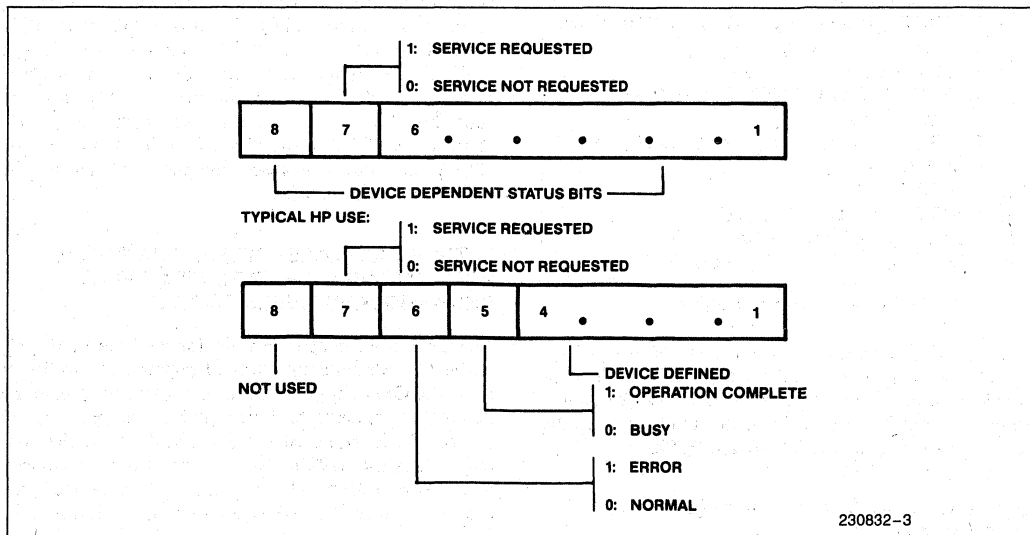 1: SERVICE REQUESTED
0: SERVICE NOT REQUESTED
8 7 6 . . . . . 1
DEVICE DEPENDENT STATUS BITS
TYPICAL HP USE:
1: SERVICE REQUESTED
0: SERVICE NOT REQUESTED
8 7 6 5 4 . . . 1
NOT USED
DEVICE DEFINED
1: OPERATION COMPLETE
0: BUSY
1: ERROR
0: NORMAL
230832-3